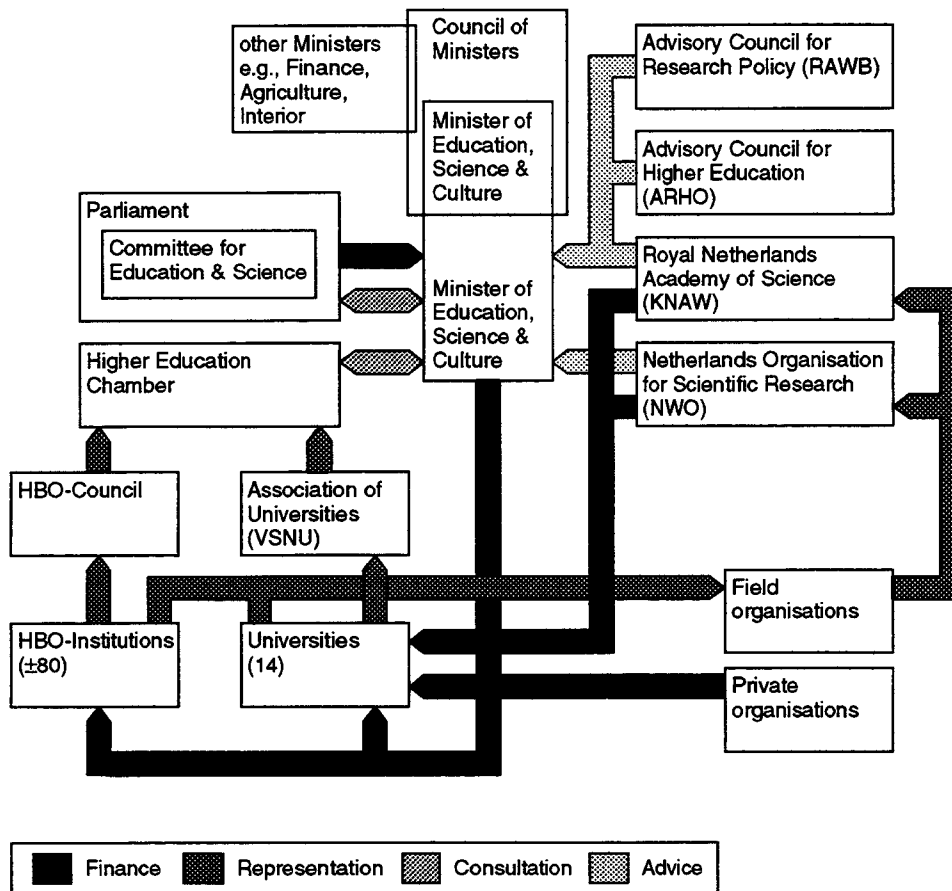 other Ministers
e.g., Finance,
Agriculture,
Interior
Council of
Ministers
Minister of
Education,
Science &
Culture
Advisory Council for
Research Policy (RAWB)
Advisory Council for
Higher Education
(ARHO)
Parliament
Committee for
Education & Science
Minister of
Education,
Science &
Culture
Royal Netherlands
Academy of Science
(KNAW)
Higher Education
Chamber
Netherlands Organisation
for Scientific Research
(NWO)
HBO-Council
Association of
Universities
(VSNU)
HBO-Institutions
(±80)
Universities
(14)
Field
organisations
Private
organisations
Finance
Representation
Consultation
Advice